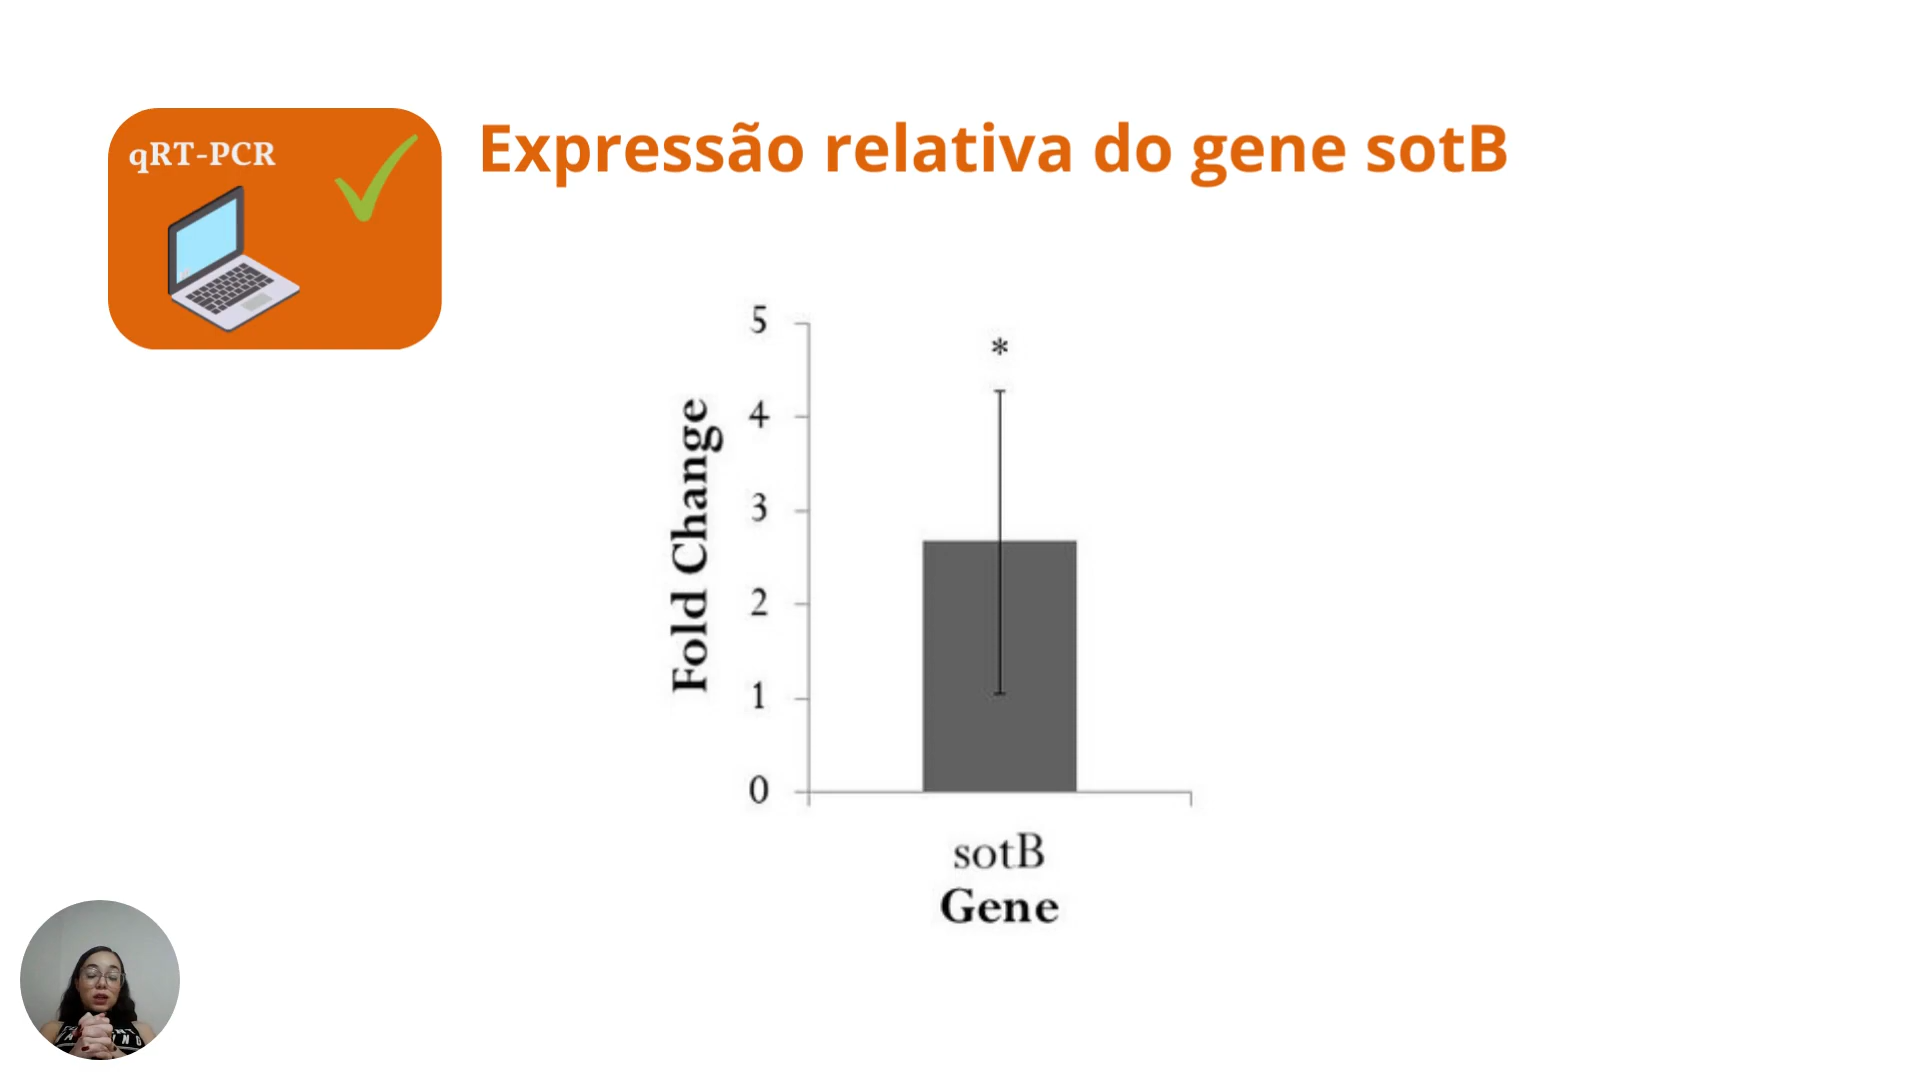 qRT-PCR
Expressão relativa do gene sotB
5
*
4
3
2
1
0
Fold Change
sotB
Gene